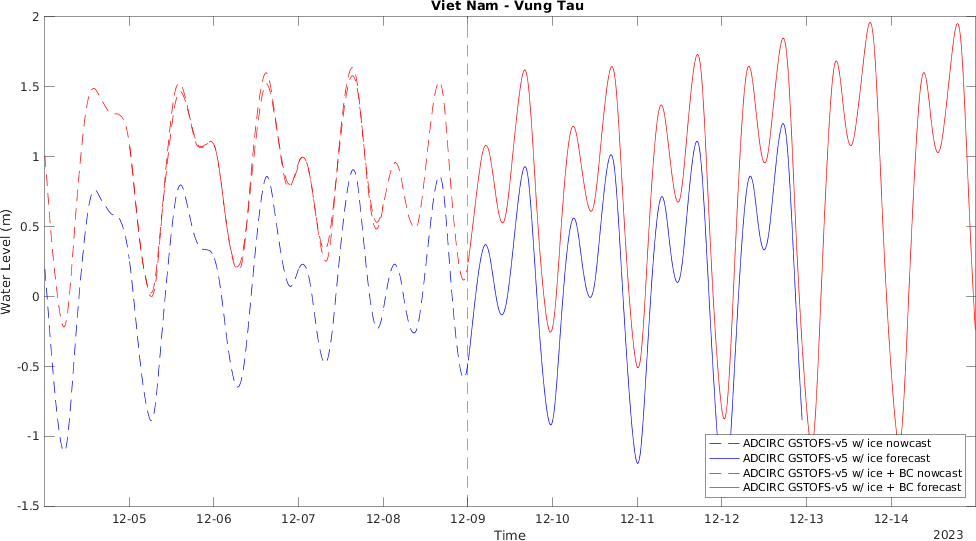 Viet Nam - Vung Tau
Water Level (m)
2
1.5
1
0.5
0
-0.5
-1
-1.5
ADCIRC GSTOFS-v5 w/ ice nowcast
ADCIRC GSTOFS-v5 w/ ice forecast
ADCIRC GSTOFS-v5 w/ ice + BC nowcast
ADCIRC GSTOFS-v5 w/ ice + BC forecast
12-05 12-06 12-07 12-08 12-09 12-10 12-11 12-12 12-13 12-14
Time
2023